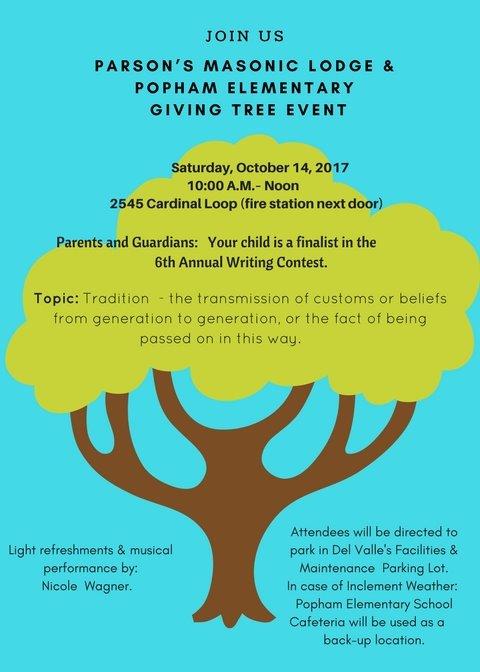 JOIN US
PARSON'S MASONIC LODGE &
POPHAM ELEMENTARY
GIVING TREE EVENT
Saturday, October 14, 2017
10:00 A.M.- Noon
2545 Cardinal Loop (fire station next door)
Parents and Guardians: Your child is a finalist in the
6th Annual Writing Contest.
Topic: Tradition - the transmission of customs or beliefs
from generation to generation, or the fact of being
passed on in this way.
Light refreshments & musical
performance by:
Nicole Wagner.
Attendees will be directed to
park in Del Valle's Facilities &
Maintenance Parking Lot.
In case of Inclement Weather:
Popham Elementary School
Cafeteria will be used as a
back-up location.